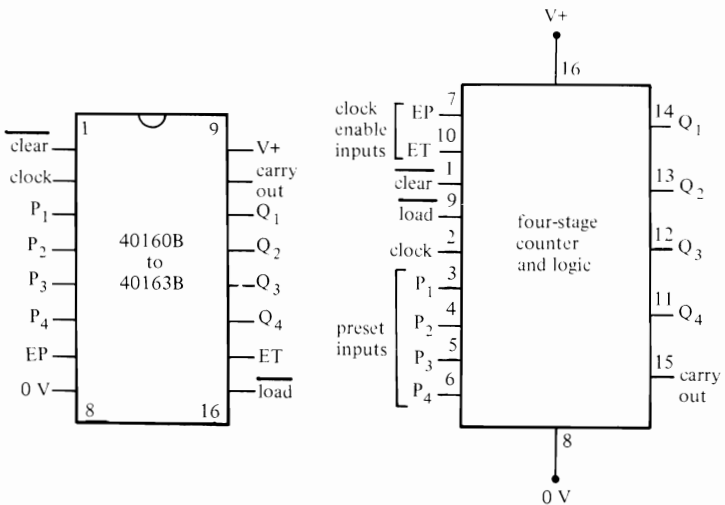 1 9
clear V+
clock carry
out
P1 Q1
P2 Q2
P3 Q3
P4 Q4
EP ET
0 V load
8 16
40160B
to
40163B
V+
16
clock
enable
inputs
7 EP
10 ET
1 clear
9 load
2 clock
preset
inputs
3 P1
4 P2
5 P3
6 P4
four-stage
counter
and logic
14 Q1
13 Q2
12 Q3
11 Q4
15 carry
out
8
0 V